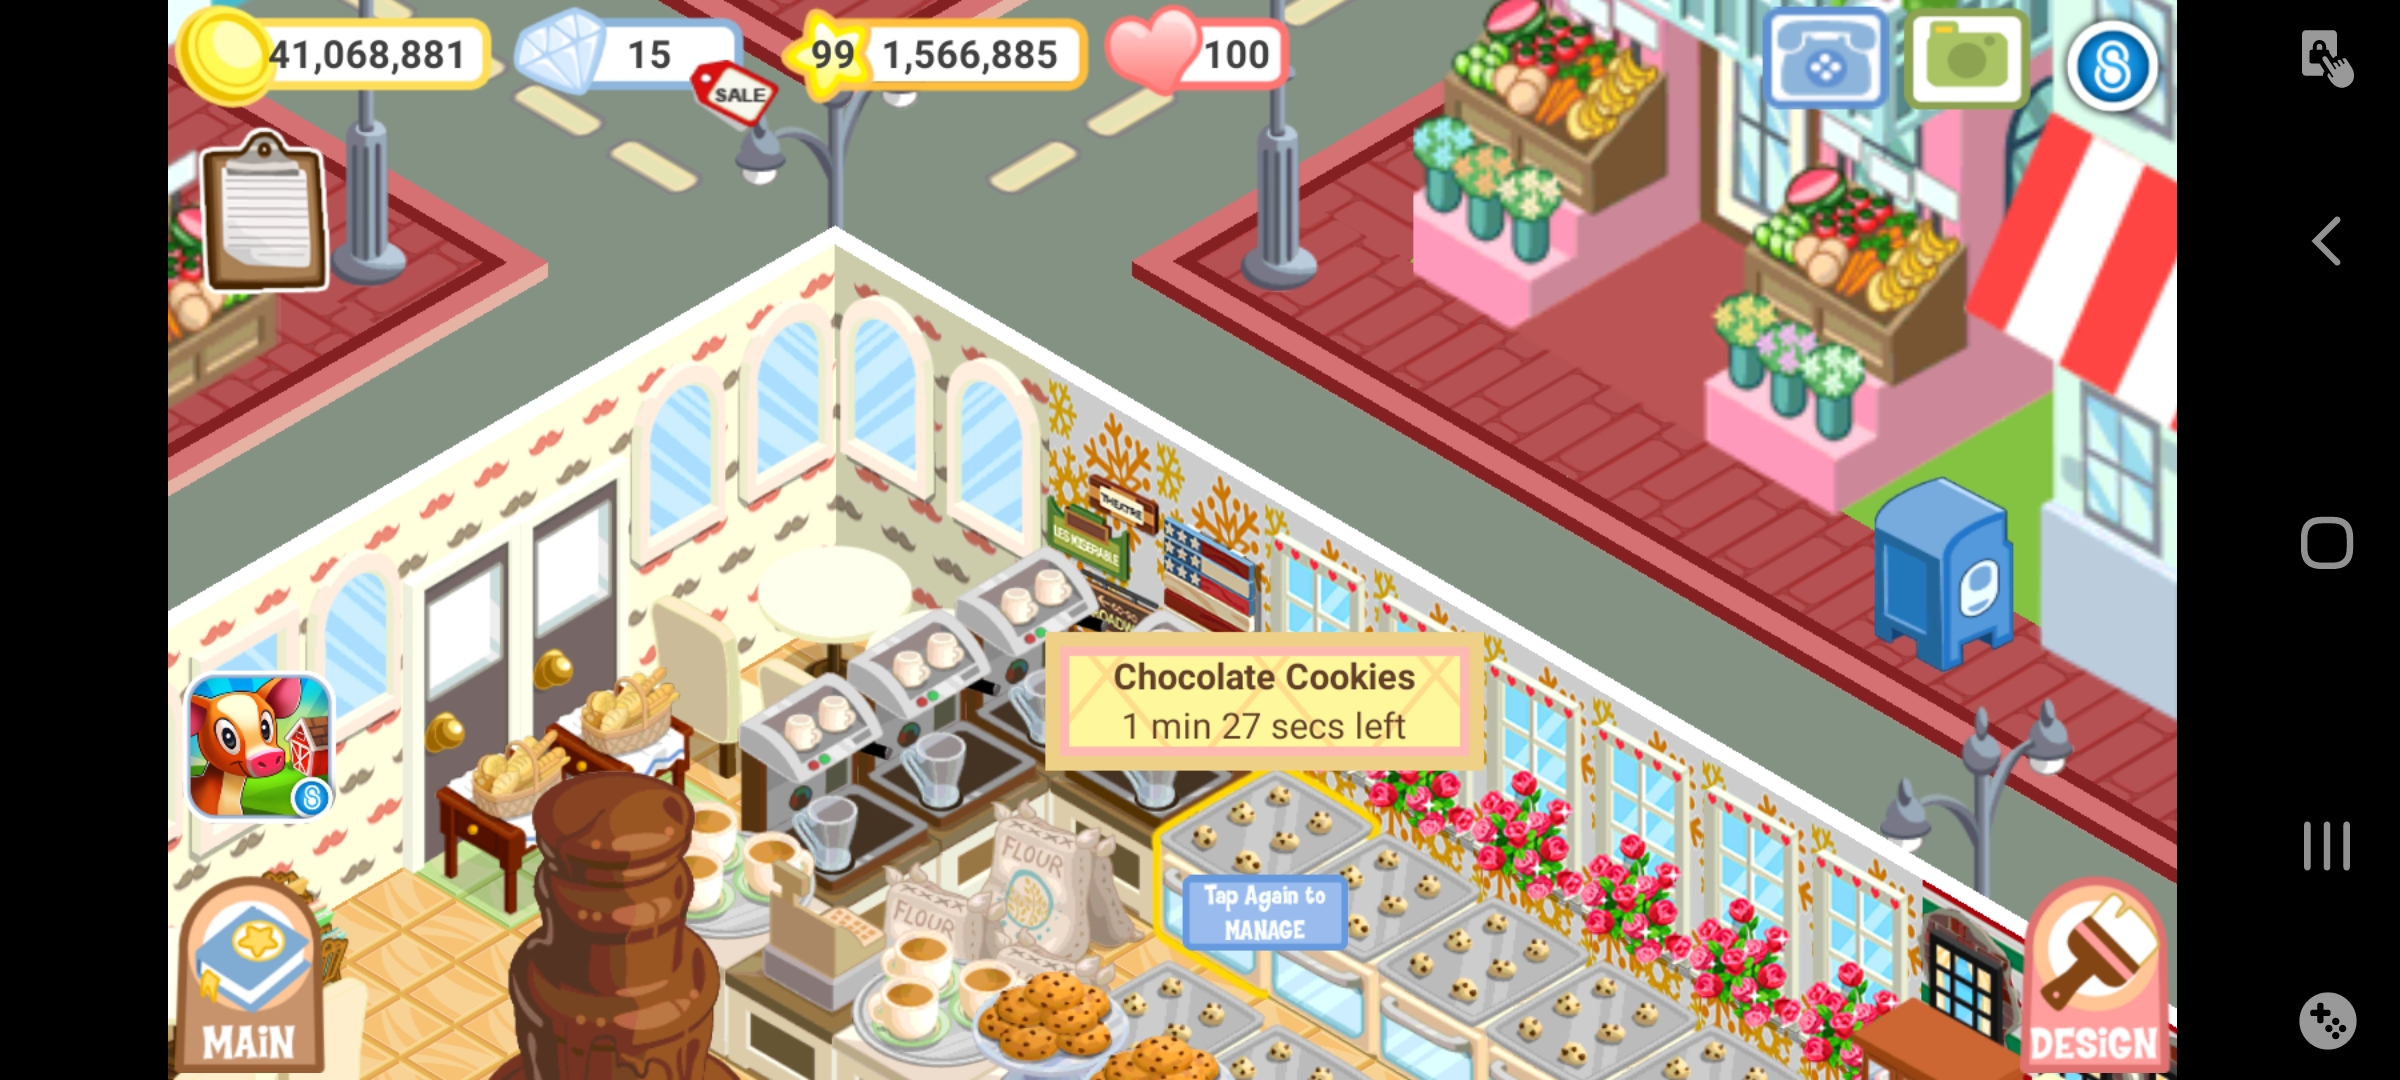 41,068,881
15
SALE
99
1,566,885
100
THEATRE
LES MISERABLE
Chocolate Cookies
1 min 27 secs left
FLOUR
FLOUR
Tap Again to
MANAGE
MAIN
DESIGN